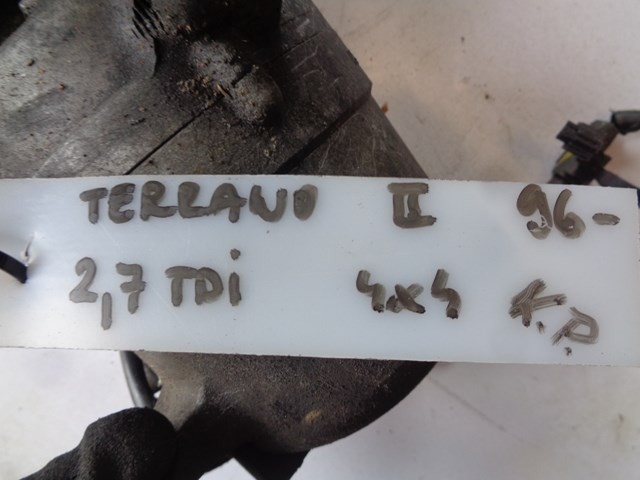 TERRANO II 96-
2,7 TDi 4x4 K.P.